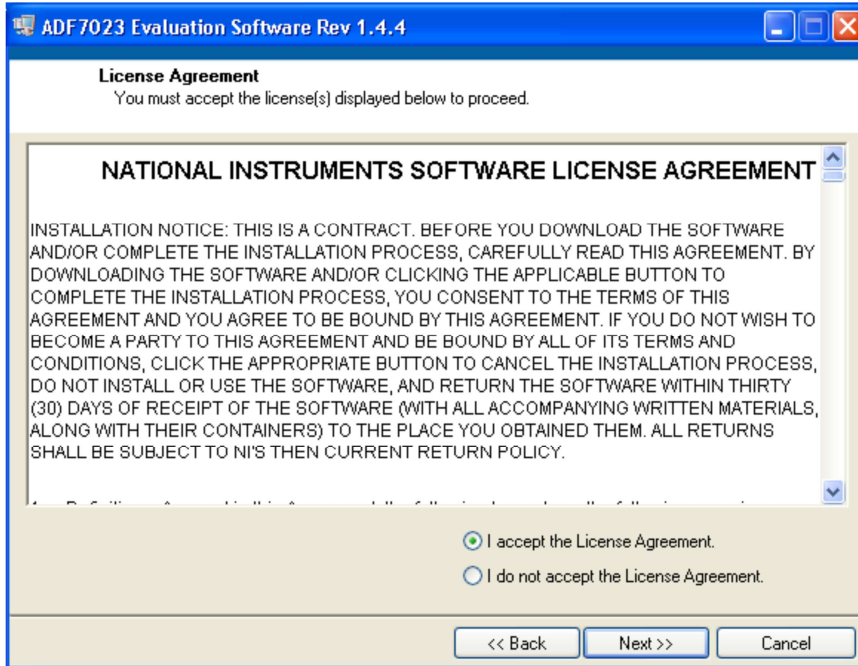 ADF7023 Evaluation Software Rev 1.4.4
License Agreement
You must accept the license(s) displayed below to proceed.
NATIONAL INSTRUMENTS SOFTWARE LICENSE AGREEMENT
INSTALLATION NOTICE: THIS IS A CONTRACT. BEFORE YOU DOWNLOAD THE SOFTWARE
AND/OR COMPLETE THE INSTALLATION PROCESS, CAREFULLY READ THIS AGREEMENT. BY
DOWNLOADING THE SOFTWARE AND/OR CLICKING THE APPLICABLE BUTTON TO
COMPLETE THE INSTALLATION PROCESS, YOU CONSENT TO THE TERMS OF THIS
AGREEMENT AND YOU AGREE TO BE BOUND BY THIS AGREEMENT. IF YOU DO NOT WISH TO
BECOME A PARTY TO THIS AGREEMENT AND BE BOUND BY ALL OF ITS TERMS AND
CONDITIONS, CLICK THE APPROPRIATE BUTTON TO CANCEL THE INSTALLATION PROCESS,
DO NOT INSTALL OR USE THE SOFTWARE, AND RETURN THE SOFTWARE WITHIN THIRTY
(30) DAYS OF RECEIPT OF THE SOFTWARE (WITH ALL ACCOMPANYING WRITTEN MATERIALS,
ALONG WITH THEIR CONTAINERS) TO THE PLACE YOU OBTAINED THEM. ALL RETURNS
SHALL BE SUBJECT TO NI'S THEN CURRENT RETURN POLICY.
I accept the License Agreement.
I do not accept the License Agreement.
<< Back
Next >>
Cancel